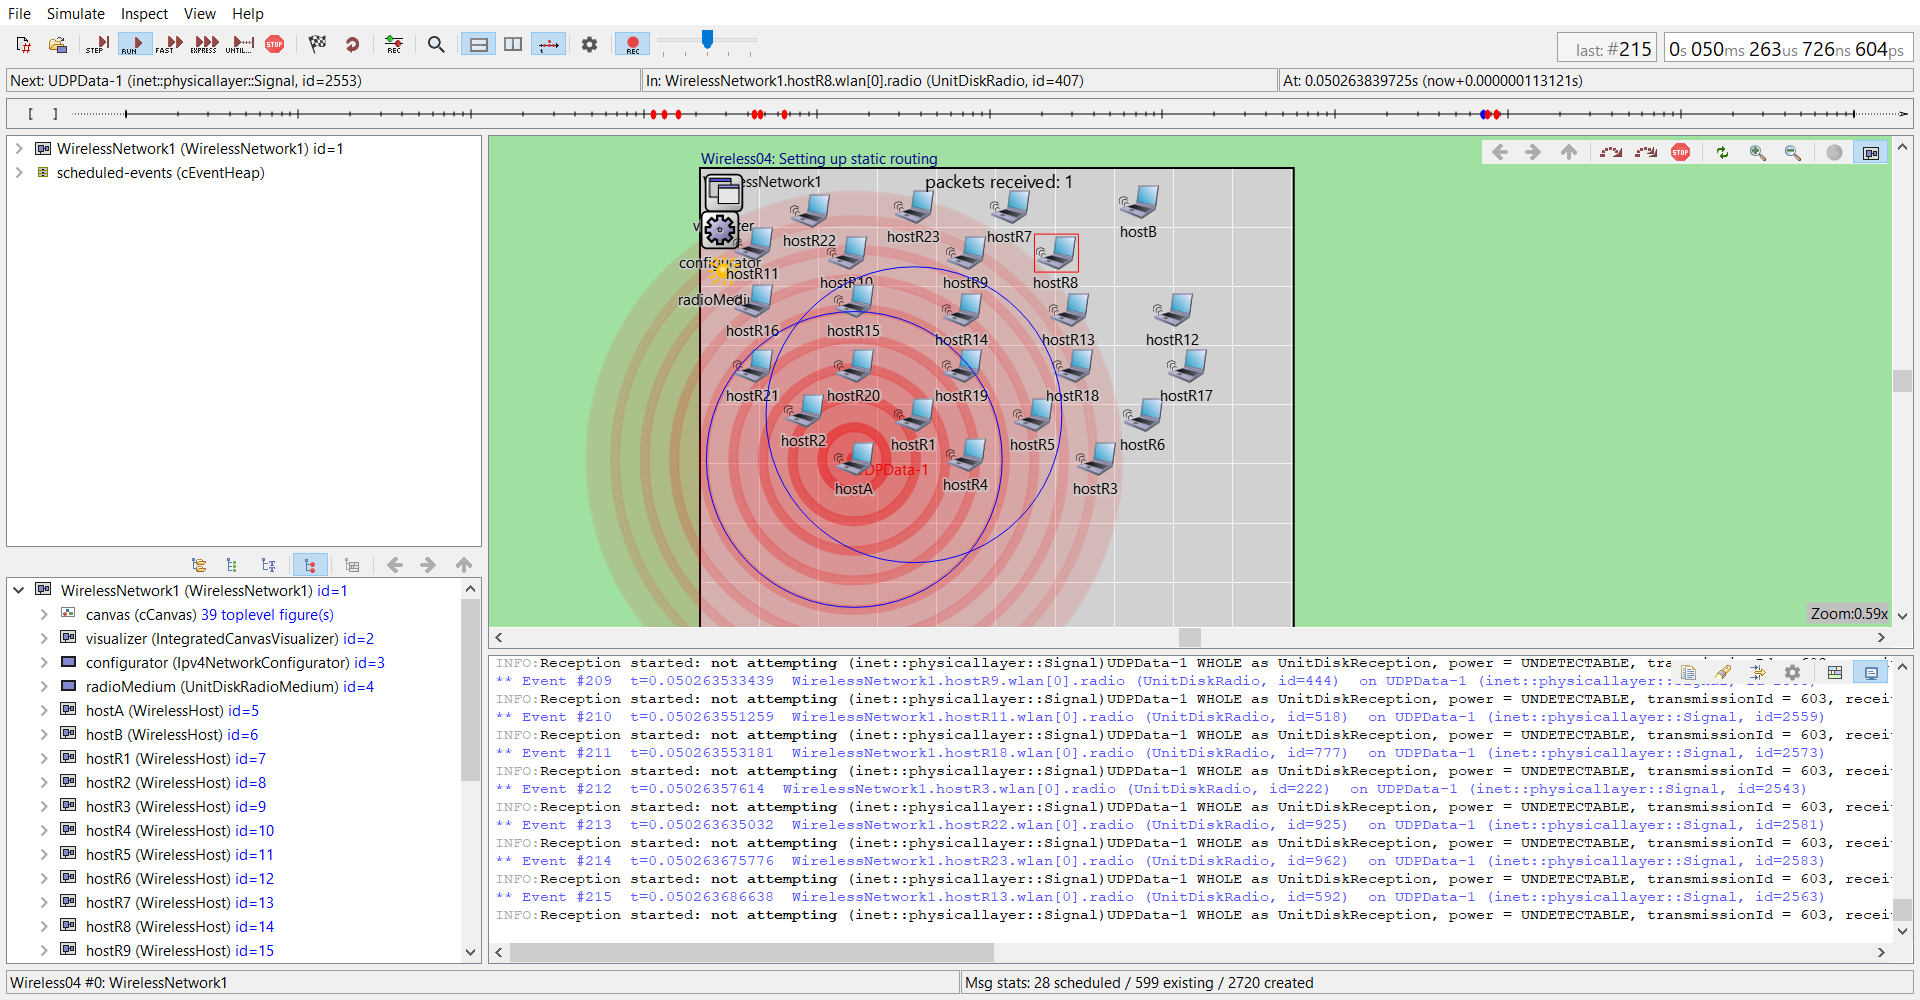 File Simulate Inspect View Help
STEP RUN FAST EXPRESS UNTIL... STOP REC REC
last: #215 0s 050ms 263us 726ns 604ps
Next: UDPData-1 (inet::physicallayer::Signal, id=2553) In: WirelessNetwork1.hostR8.wlan[0].radio (UnitDiskRadio, id=407) At: 0.050263839725s (now+0.000000113121s)
[ ]
WirelessNetwork1 (WirelessNetwork1) id=1
scheduled-events (cEventHeap)
WirelessNetwork1 (WirelessNetwork1) id=1
canvas (cCanvas) 39 toplevel figure(s)
visualizer (IntegratedCanvasVisualizer) id=2
configurator (Ipv4NetworkConfigurator) id=3
radioMedium (UnitDiskRadioMedium) id=4
hostA (WirelessHost) id=5
hostB (WirelessHost) id=6
hostR1 (WirelessHost) id=7
hostR2 (WirelessHost) id=8
hostR3 (WirelessHost) id=9
hostR4 (WirelessHost) id=10
hostR5 (WirelessHost) id=11
hostR6 (WirelessHost) id=12
hostR7 (WirelessHost) id=13
hostR8 (WirelessHost) id=14
hostR9 (WirelessHost) id=15
Wireless04: Setting up static routing
STOP
essNetwork1 packets received: 1
hostR22 hostR23 hostR7 hostB
configurator hostR11 hostR10 hostR9 hostR8
radioMediu
hostR16 hostR15 hostR14 hostR13 hostR12
hostR21 hostR20 hostR19 hostR18 hostR17
hostR2 hostR1 hostR5 hostR6
DPData-1
hostA hostR4 hostR3
Zoom:0.59x
INFO:Reception started: not attempting (inet::physicallayer::Signal)UDPData-1 WHOLE as UnitDiskReception, power = UNDETECTABLE, transmissionId
** Event #209 t=0.050263533439 WirelessNetwork1.hostR9.wlan[0].radio (UnitDiskRadio, id=444) on UDPData-1 (inet::physicallayer::Signal,
INFO:Reception started: not attempting (inet::physicallayer::Signal)UDPData-1 WHOLE as UnitDiskReception, power = UNDETECTABLE, transmissionId = 603, recei
** Event #210 t=0.050263551259 WirelessNetwork1.hostR11.wlan[0].radio (UnitDiskRadio, id=518) on UDPData-1 (inet::physicallayer::Signal, id=2559)
INFO:Reception started: not attempting (inet::physicallayer::Signal)UDPData-1 WHOLE as UnitDiskReception, power = UNDETECTABLE, transmissionId = 603, recei
** Event #211 t=0.050263553181 WirelessNetwork1.hostR18.wlan[0].radio (UnitDiskRadio, id=777) on UDPData-1 (inet::physicallayer::Signal, id=2573)
INFO:Reception started: not attempting (inet::physicallayer::Signal)UDPData-1 WHOLE as UnitDiskReception, power = UNDETECTABLE, transmissionId = 603, recei
** Event #212 t=0.05026357614 WirelessNetwork1.hostR3.wlan[0].radio (UnitDiskRadio, id=222) on UDPData-1 (inet::physicallayer::Signal, id=2543)
INFO:Reception started: not attempting (inet::physicallayer::Signal)UDPData-1 WHOLE as UnitDiskReception, power = UNDETECTABLE, transmissionId = 603, recei
** Event #213 t=0.050263635032 WirelessNetwork1.hostR22.wlan[0].radio (UnitDiskRadio, id=925) on UDPData-1 (inet::physicallayer::Signal, id=2581)
INFO:Reception started: not attempting (inet::physicallayer::Signal)UDPData-1 WHOLE as UnitDiskReception, power = UNDETECTABLE, transmissionId = 603, recei
** Event #214 t=0.050263675776 WirelessNetwork1.hostR23.wlan[0].radio (UnitDiskRadio, id=962) on UDPData-1 (inet::physicallayer::Signal, id=2583)
INFO:Reception started: not attempting (inet::physicallayer::Signal)UDPData-1 WHOLE as UnitDiskReception, power = UNDETECTABLE, transmissionId = 603, recei
** Event #215 t=0.050263686638 WirelessNetwork1.hostR13.wlan[0].radio (UnitDiskRadio, id=592) on UDPData-1 (inet::physicallayer::Signal, id=2563)
INFO:Reception started: not attempting (inet::physicallayer::Signal)UDPData-1 WHOLE as UnitDiskReception, power = UNDETECTABLE, transmissionId = 603, recei
Wireless04 #0: WirelessNetwork1 Msg stats: 28 scheduled / 599 existing / 2720 created